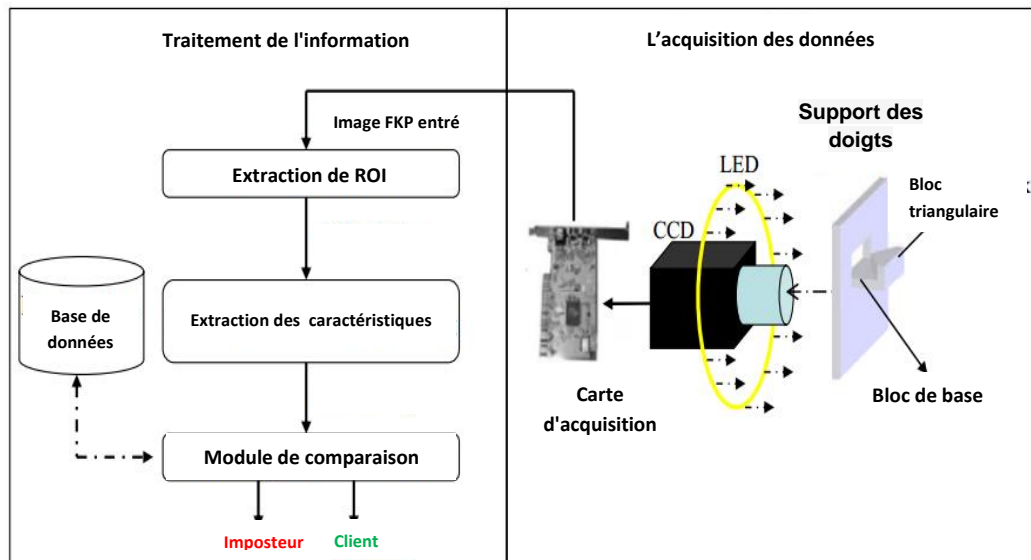 Traitement de l'information
Image FKP entré
Extraction de ROI
Extraction des caractéristiques
Base de
données
Module de comparaison
Imposteur
Client
L'acquisition des données
Support des
doigts
LED
Bloc
triangulaire
CCD
Carte
d'acquisition
Bloc de base